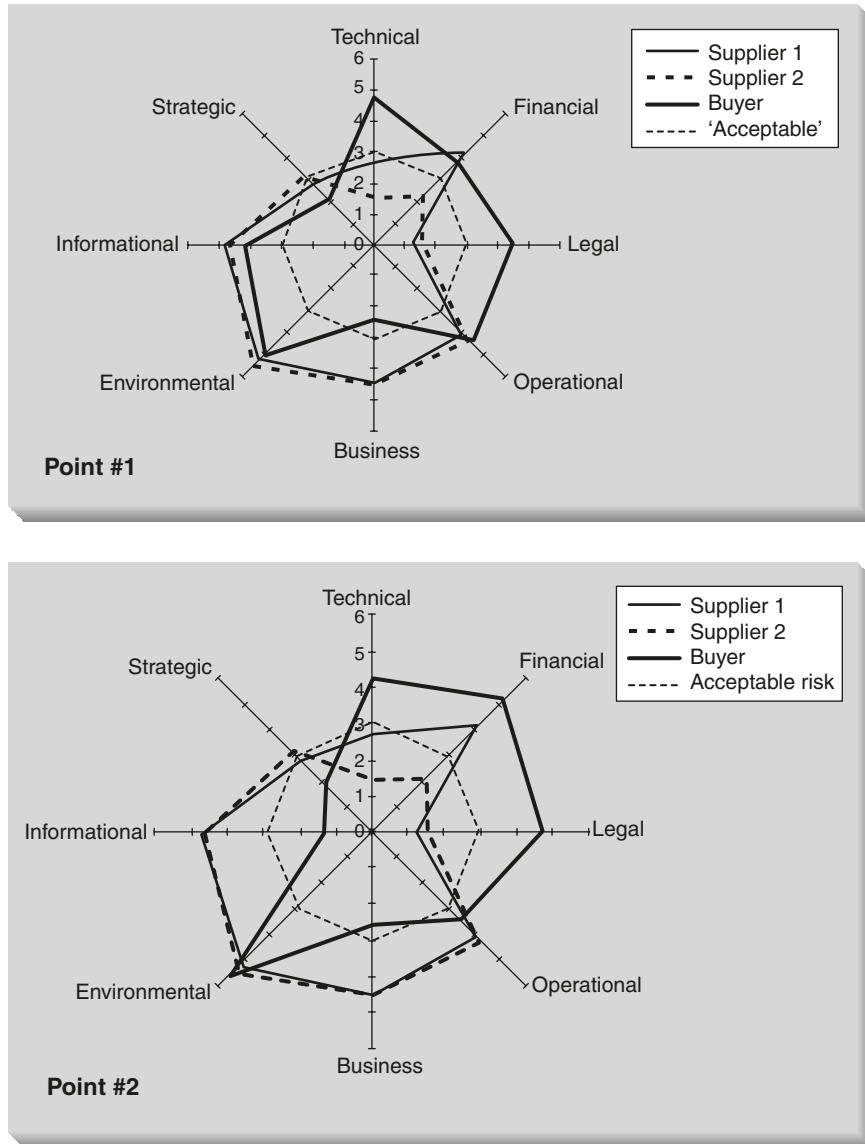 Technical
6
5
4
3
2
1
0
Strategic
Financial
Informational
Legal
Environmental
Operational
Business
Supplier 1
Supplier 2
Buyer
‘Acceptable’
Point #1
Technical
6
5
4
3
2
1
0
Strategic
Financial
Informational
Legal
Environmental
Operational
Business
Supplier 1
Supplier 2
Buyer
Acceptable risk
Point #2